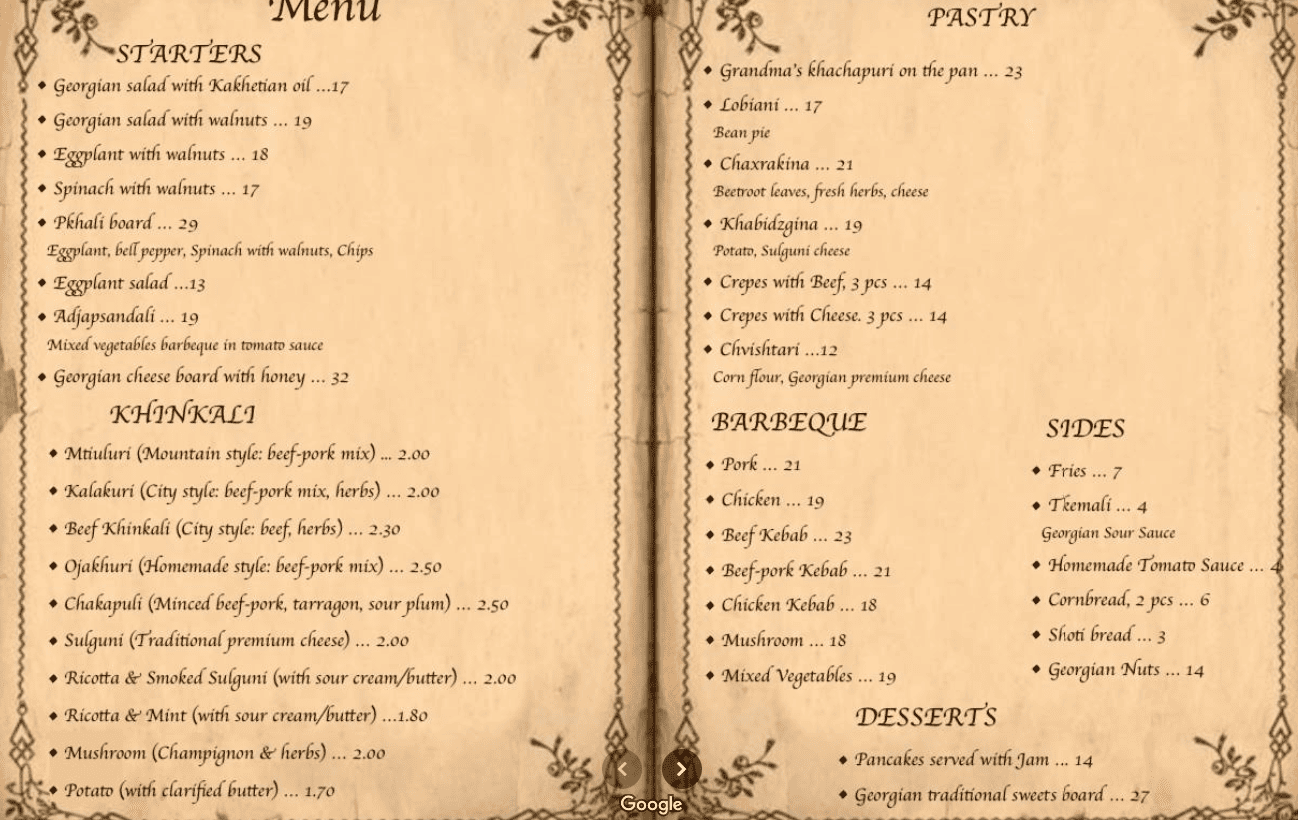 Menu
STARTERS
Georgian salad with Kakhetian oil ...17
Georgian salad with walnuts ... 19
Eggplant with walnuts ... 18
Spinach with walnuts ... 17
Pkhali board ... 29
Eggplant, bell pepper, Spinach with walnuts, Chips
Eggplant salad ...13
Adjapsandali ... 19
Mixed vegetables barbeque in tomato sauce
Georgian cheese board with honey ... 32
KHINKALI
Mtiuluri (Mountain style: beef-pork mix) ... 2.00
Kalakuri (City style: beef-pork mix, herbs) ... 2.00
Beef Khinkali (City style: beef, herbs) ... 2.30
Ojakhuri (Homemade style: beef-pork mix) ... 2.50
Chakapuli (Minced beef-pork, tarragon, sour plum) ... 2.50
Sulguni (Traditional premium cheese) ... 2.00
Ricotta & Smoked Sulguni (with sour cream/butter) ... 2.00
Ricotta & Mint (with sour cream/butter) ...1.80
Mushroom (Champignon & herbs) ... 2.00
Potato (with clarified butter) ... 1.70
PASTRY
Grandma's khachapuri on the pan ... 23
Lobiani ... 17
Bean pie
Chaxrakina ... 21
Beetroot leaves, fresh herbs, cheese
Khabidzgina ... 19
Potato, Sulguni cheese
Crepes with Beef, 3 pcs ... 14
Crepes with Cheese. 3 pcs ... 14
Chvishtari ...12
Corn flour, Georgian premium cheese
BARBEQUE
Pork ... 21
Chicken ... 19
Beef Kebab ... 23
Beef-pork Kebab ... 21
Chicken Kebab ... 18
Mushroom ... 18
Mixed Vegetables ... 19
SIDES
Fries ... 7
Tkemali ... 4
Georgian Sour Sauce
Homemade Tomato Sauce ... 4
Cornbread, 2 pcs ... 6
Shoti bread ... 3
Georgian Nuts ... 14
DESSERTS
Pancakes served with Jam ... 14
Georgian traditional sweets board ... 27
Google